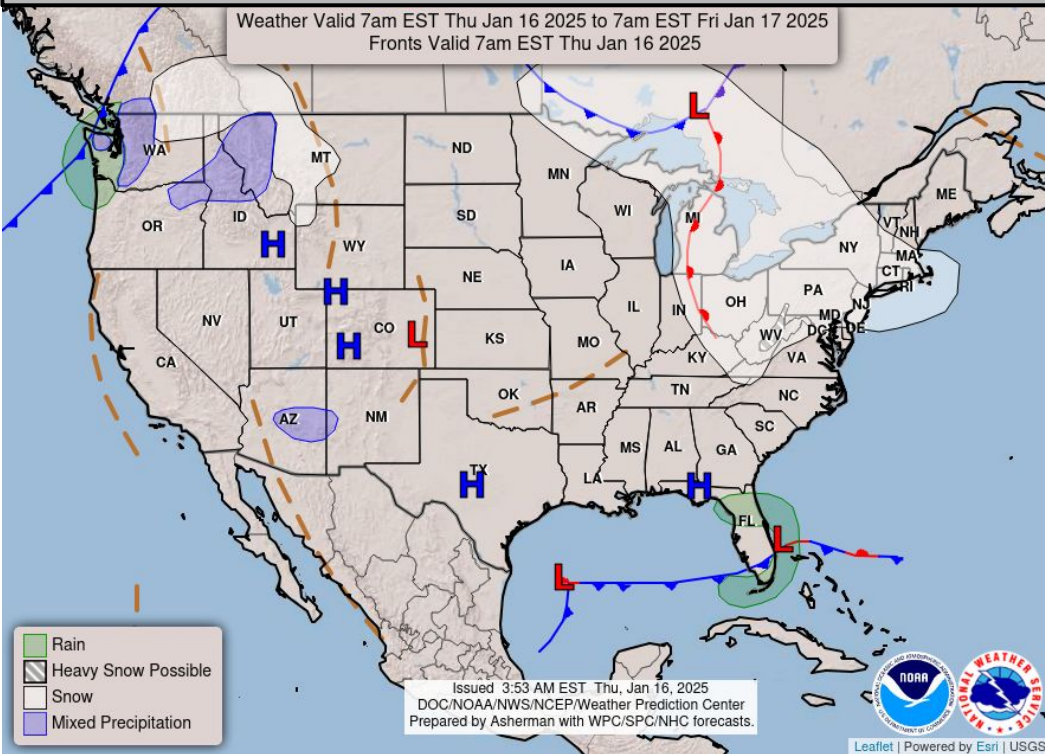 Weather Valid 7am EST Thu Jan 16 2025 to 7am EST Fri Jan 17 2025
Fronts Valid 7am EST Thu Jan 16 2025
L
WA
MT
ND
MN
ME
OR
ID
SD
WI
MI
VT
NH
NY
MA
CT
RI
H
WY
IA
NE
PA
NJ
H
NV
UT
CO
L
KS
MO
IL
IN
OH
MD
DC
DE
WV
VA
H
CA
KY
AZ
NM
OK
AR
TN
NC
SC
MS
AL
GA
TX
H
LA
H
FL
L
L
Rain
Heavy Snow Possible
Snow
Mixed Precipitation
Issued 3:53 AM EST Thu, Jan 16, 2025
DOC/NOAA/NWS/NCEP/Weather Prediction Center
Prepared by Asherman with WPC/SPC/NHC forecasts.
NOAA
NATIONAL WEATHER SERVICE
Leaflet | Powered by Esri | USGS